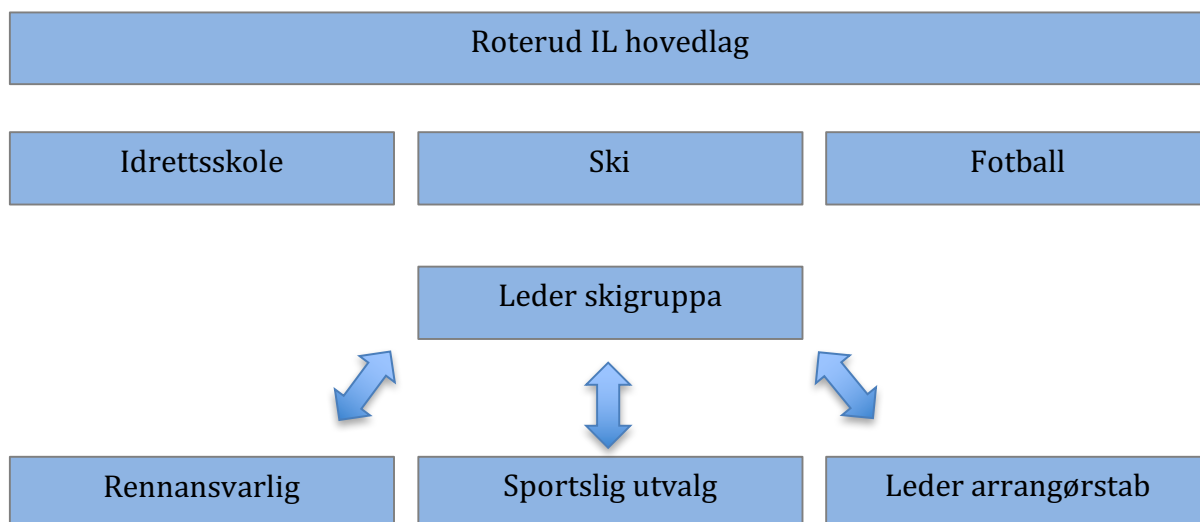 Roterud IL hovedlag
Idrettsskole
Ski
Fotball
Leder skigruppa
Rennansvarlig
Sportslig utvalg
Leder arrangørstab